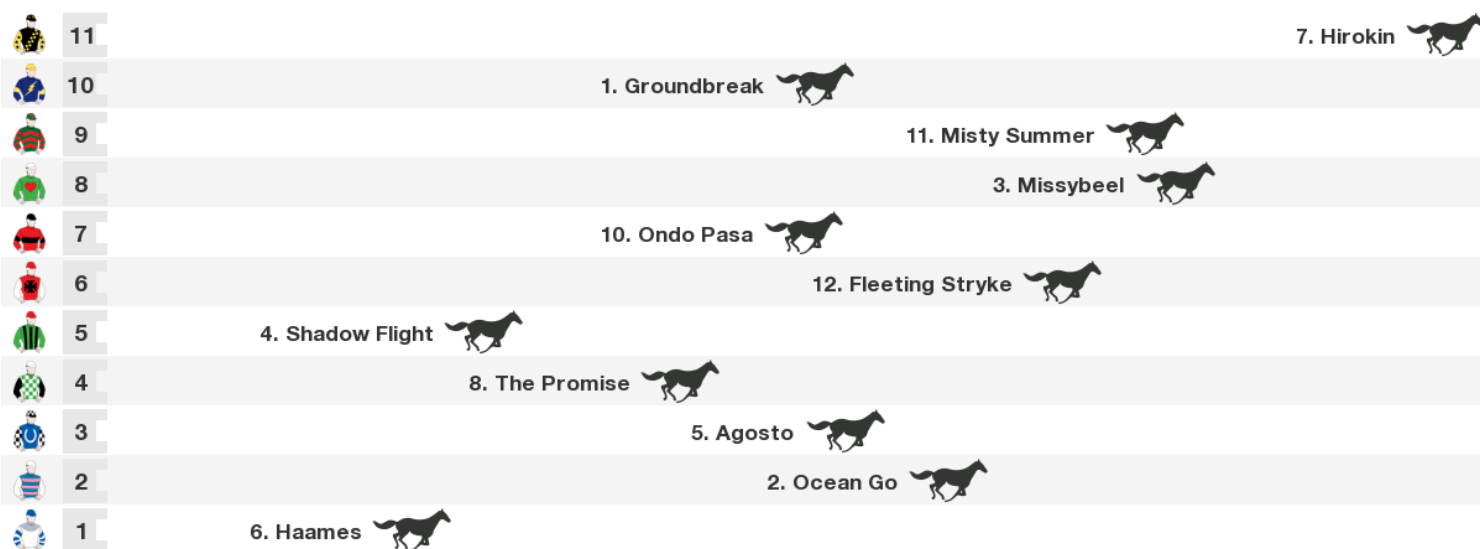 11 7. Hirokin
10 1. Groundbreak
9 11. Misty Summer
8 3. Missybeel
7 10. Ondo Pasa
6 12. Fleeting Stryke
5 4. Shadow Flight
4 8. The Promise
3 5. Agosto
2 2. Ocean Go
1 6. Haames